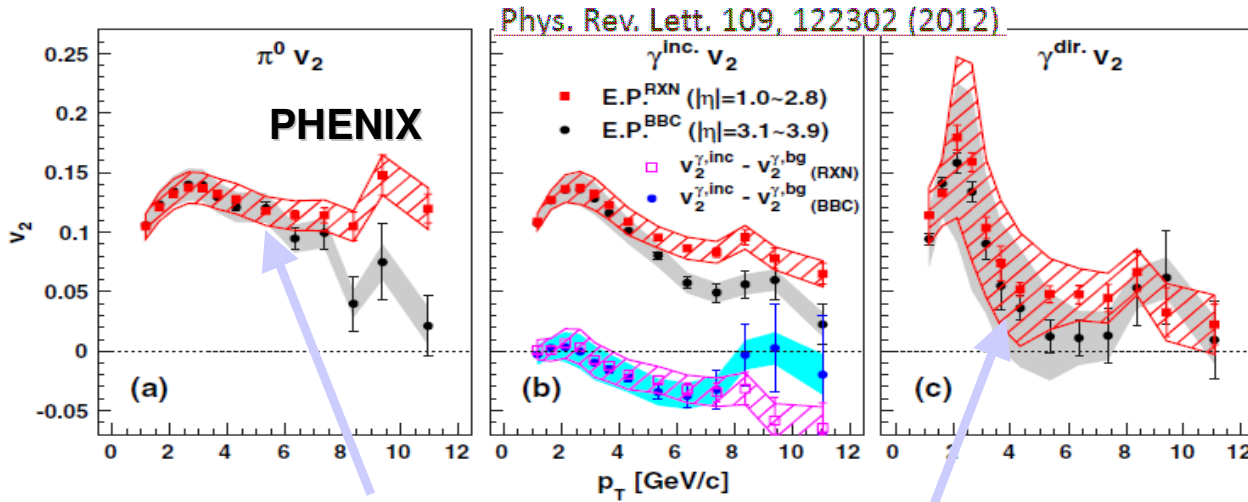 Phys. Rev. Lett. 109, 122302 (2012)
π⁰ v₂
γ^inc. v₂
γ^dir. v₂
PHENIX
E.P.^RXN (|η|=1.0~2.8)
E.P.^BBC (|η|=3.1~3.9)
v₂^γ,inc - v₂^γ,bg (RXN)
v₂^γ,inc - v₂^γ,bg (BBC)
v₂
0.25
0.2
0.15
0.1
0.05
0
-0.05
(a)
(b)
(c)
0 2 4 6 8 10 12
0 2 4 6 8 10 12
0 2 4 6 8 10 12
p_T [GeV/c]